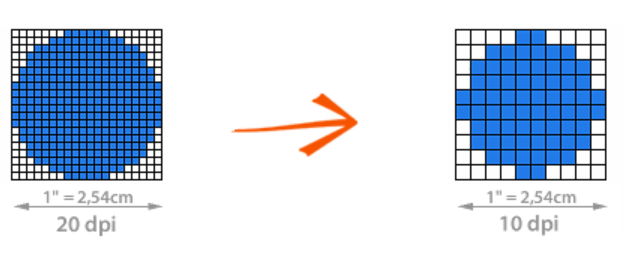 1" = 2,54cm
20 dpi
1" = 2,54cm
10 dpi